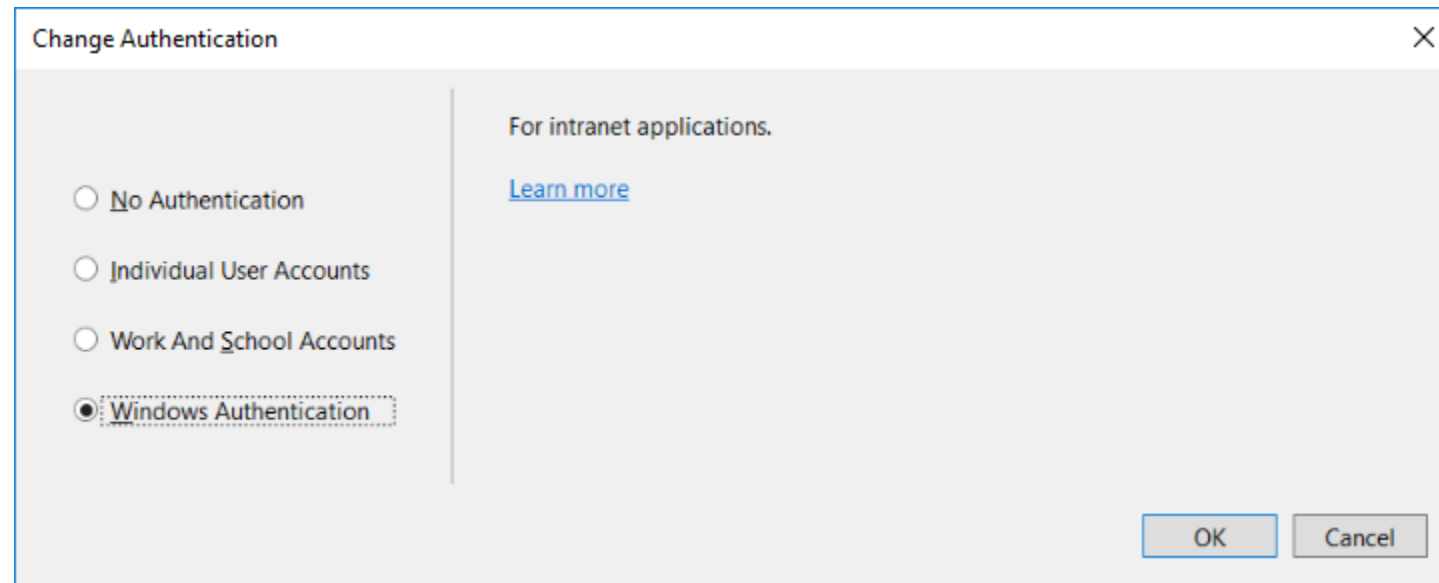 Change Authentication
For intranet applications.
Learn more
No Authentication
Individual User Accounts
Work And School Accounts
Windows Authentication
OK
Cancel